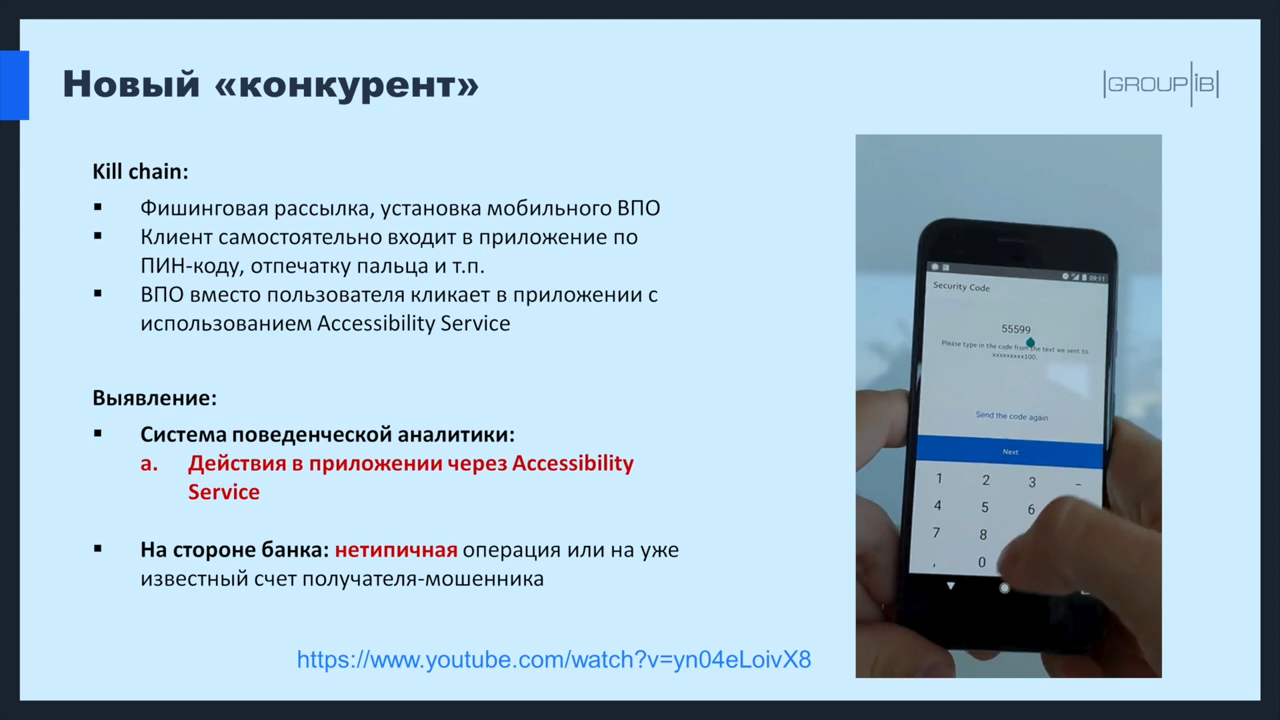 Новый «конкурент»
|GROUP|iB|
Kill chain:
▪ Фишинговая рассылка, установка мобильного ВПО
▪ Клиент самостоятельно входит в приложение по
ПИН-коду, отпечатку пальца и т.п.
▪ ВПО вместо пользователя кликает в приложении с
использованием Accessibility Service
Выявление:
▪ Система поведенческой аналитики:
a. Действия в приложении через Accessibility
Service
▪ На стороне банка: нетипичная операция или на уже
известный счет получателя-мошенника
https://www.youtube.com/watch?v=yn04eLoivX8
09:11
Security Code
55599
Please type in the code from the text we sent to
xxxxxxxxx100.
Send the code again
Next
1 2 3 –
4 5 6
7 8
, 0